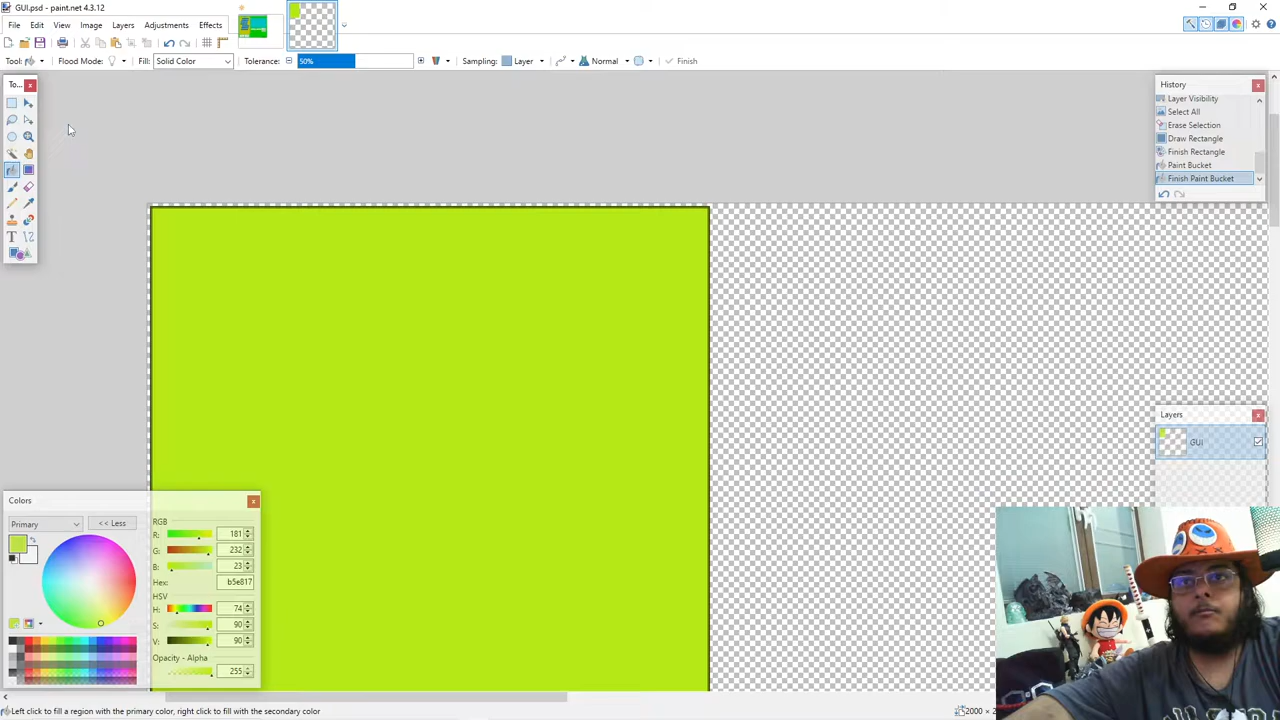 GUI.psd - paint.net 4.3.12
File Edit View Image Layers Adjustments Effects
Tool: Flood Mode: Fill: Solid Color Tolerance: 50% Sampling: Layer Normal Finish
To...
History
Layer Visibility
Select All
Erase Selection
Draw Rectangle
Finish Rectangle
Paint Bucket
Finish Paint Bucket
Layers
GUI
Colors
Primary
<< Less
RGB
R: 181
G: 232
B: 23
Hex: b5e817
HSV
H: 74
S: 90
V: 90
Opacity - Alpha
255
Left click to fill a region with the primary color, right click to fill with the secondary color
2000 × 2